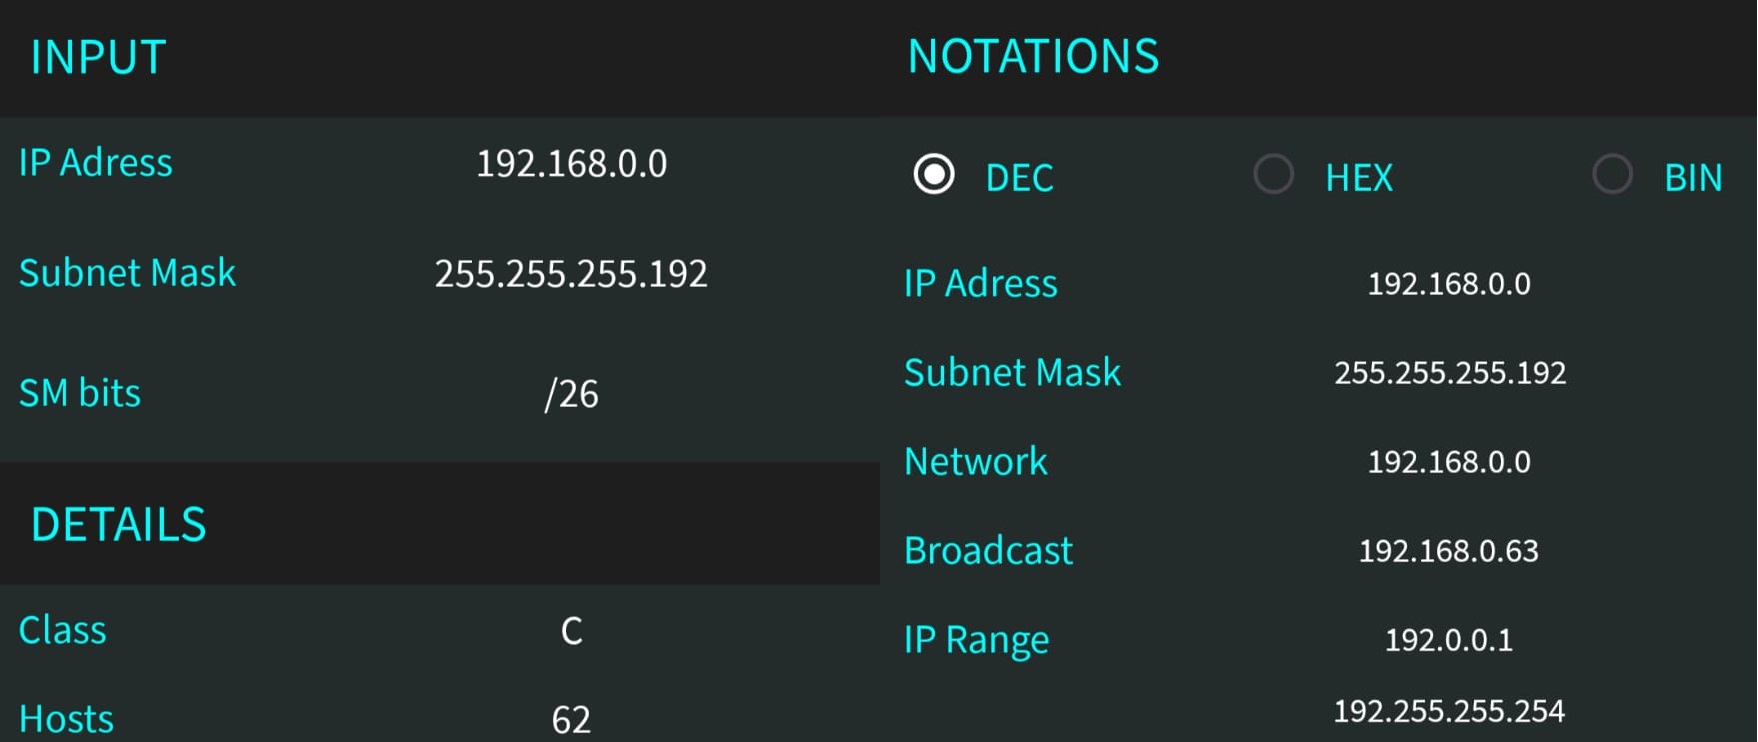 INPUT
IP Adress 192.168.0.0
Subnet Mask 255.255.255.192
SM bits /26
DETAILS
Class C
Hosts 62
NOTATIONS
DEC HEX BIN
IP Adress 192.168.0.0
Subnet Mask 255.255.255.192
Network 192.168.0.0
Broadcast 192.168.0.63
IP Range 192.0.0.1
192.255.255.254